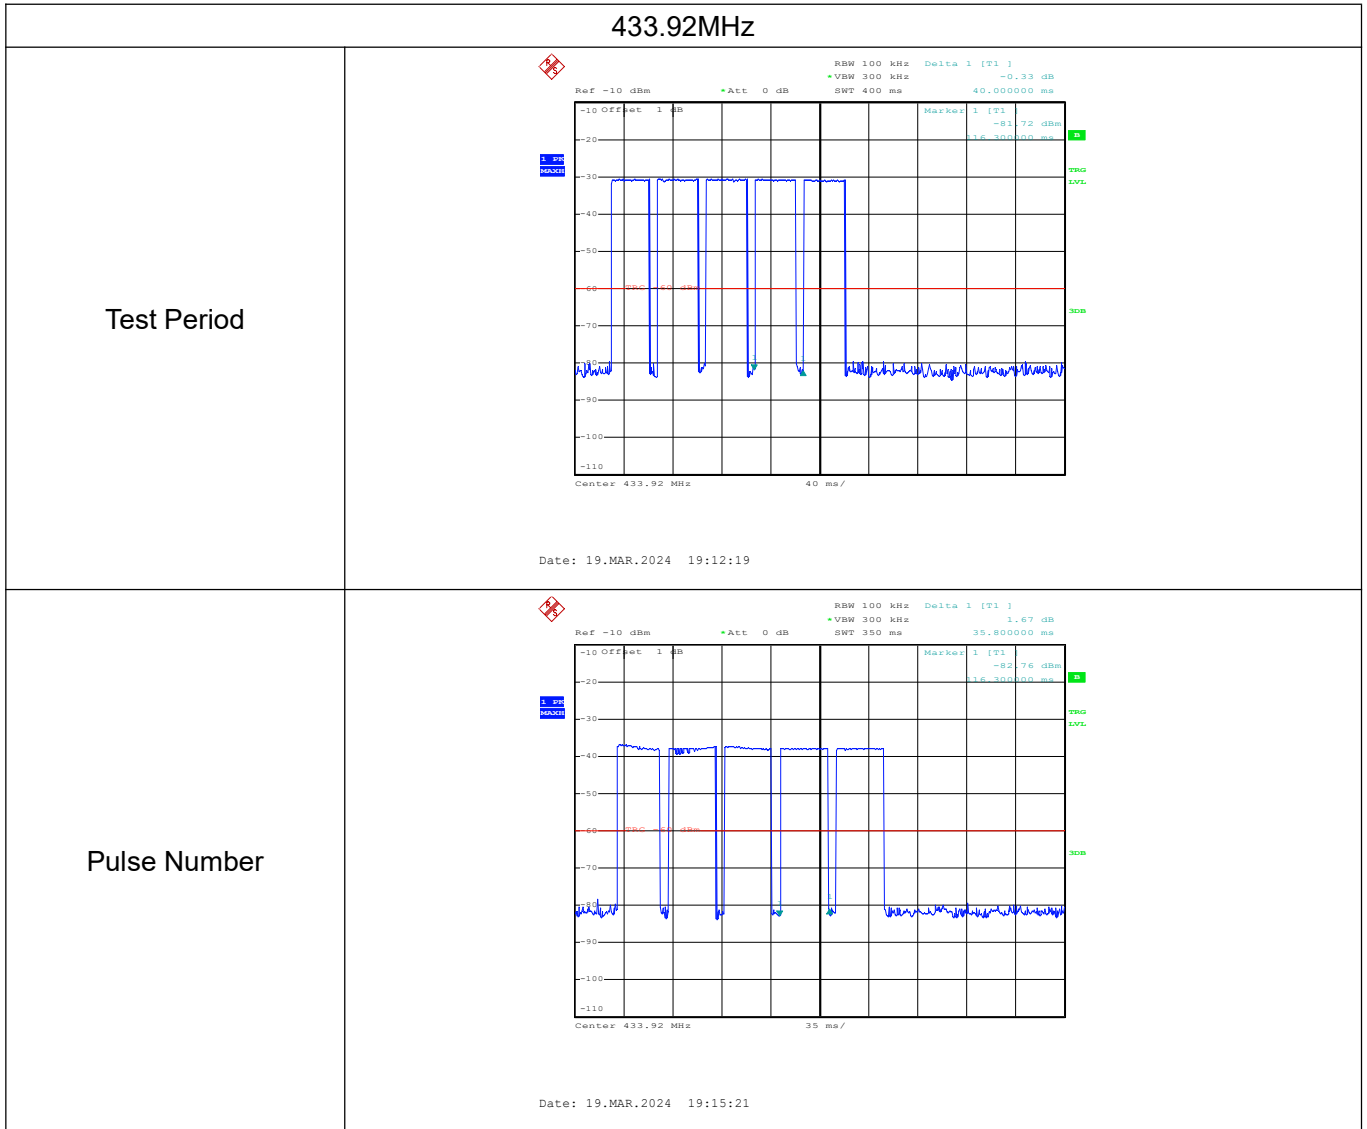 433.92MHz
Test Period
R S
RBW 100 kHz Delta 1 [T1 ]
*VBW 300 kHz -0.33 dB
Ref -10 dBm *Att 0 dB SWT 400 ms 40.000000 ms
-10 Offset 1 dB Marker 1 [T1 ]
-81.72 dBm
-20 116.300000 ms B
1 PK
MAXH
-30 TRG
LVL
-40
-50
-60 TRG -60 dBm
3DB
-70
-80 1 1
-90
-100
-110
Center 433.92 MHz 40 ms/
Date: 19.MAR.2024 19:12:19
Pulse Number
R S
RBW 100 kHz Delta 1 [T1 ]
*VBW 300 kHz 1.67 dB
Ref -10 dBm *Att 0 dB SWT 350 ms 35.800000 ms
-10 Offset 1 dB Marker 1 [T1 ]
-82.76 dBm
-20 116.300000 ms B
1 PK
MAXH
-30 TRG
LVL
-40
-50
-60 TRG -60 dBm
3DB
-70
-80 1 1
-90
-100
-110
Center 433.92 MHz 35 ms/
Date: 19.MAR.2024 19:15:21